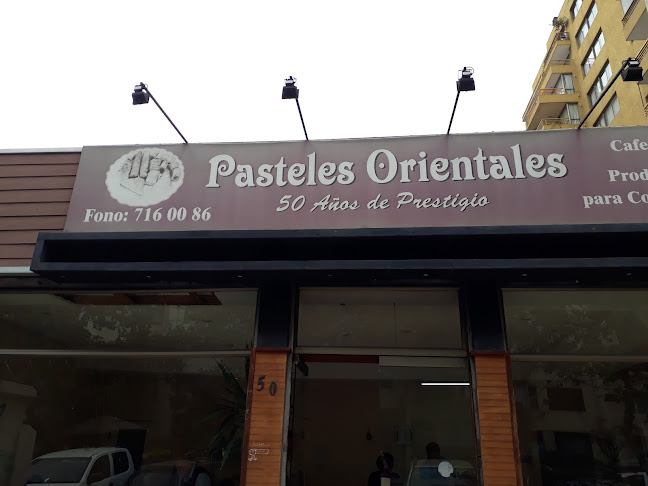 Pasteles Orientales
50 Años de Prestigio
Fono: 716 00 86
Cafe
Prod
para Co
50